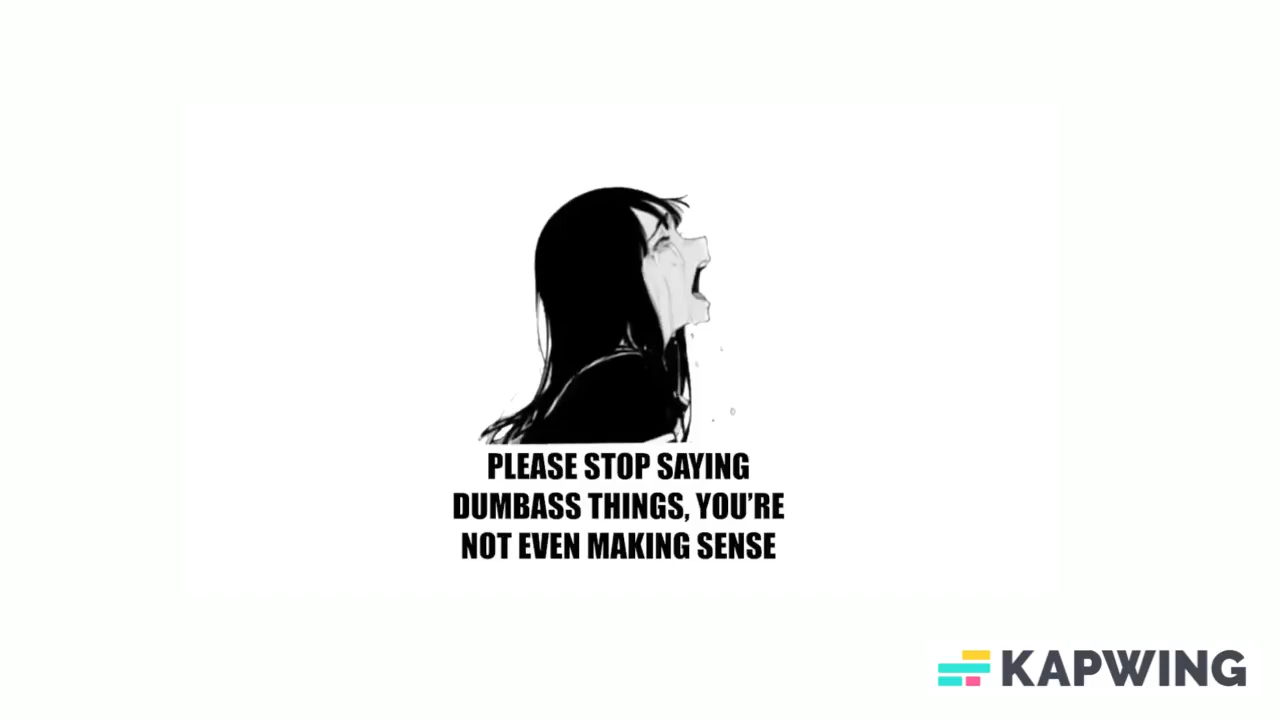 PLEASE STOP SAYING
DUMBASS THINGS, YOU’RE
NOT EVEN MAKING SENSE
KAPWING